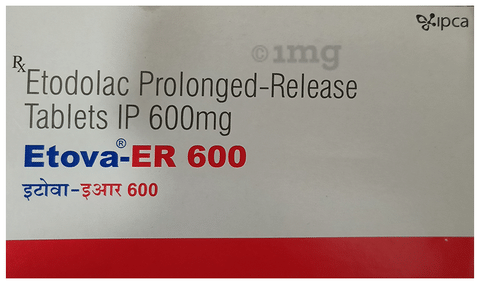 ipca
©1mg
Rx Etodolac Prolonged-Release
Tablets IP 600mg
Etova®-ER 600
इटोवा-इआर 600